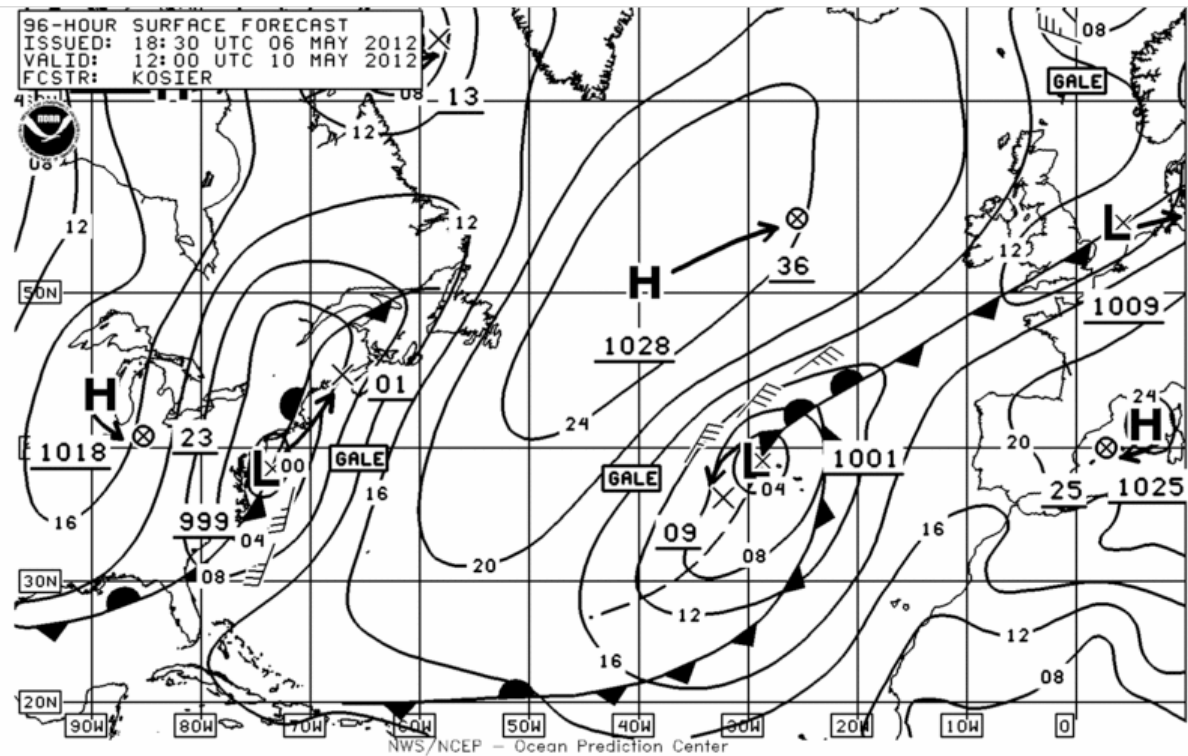 96-HOUR SURFACE FORECAST
ISSUED: 18:30 UTC 06 MAY 2012
VALID: 12:00 UTC 10 MAY 2012
FCSTR: KOSIER
NOAA
08
13
12
08
GALE
08
12
12
L
12
H
36
50N
1009
1028
H
01
24
24
H
20
1018
23
L
00
GALE
16
GALE
L
1001
04
25
1025
16
999
04
09
16
20
08
08
30N
12
12
16
08
20N
90W
80W
70W
60W
50W
40W
30W
20W
10W
0
NWS/NCEP – Ocean Prediction Center